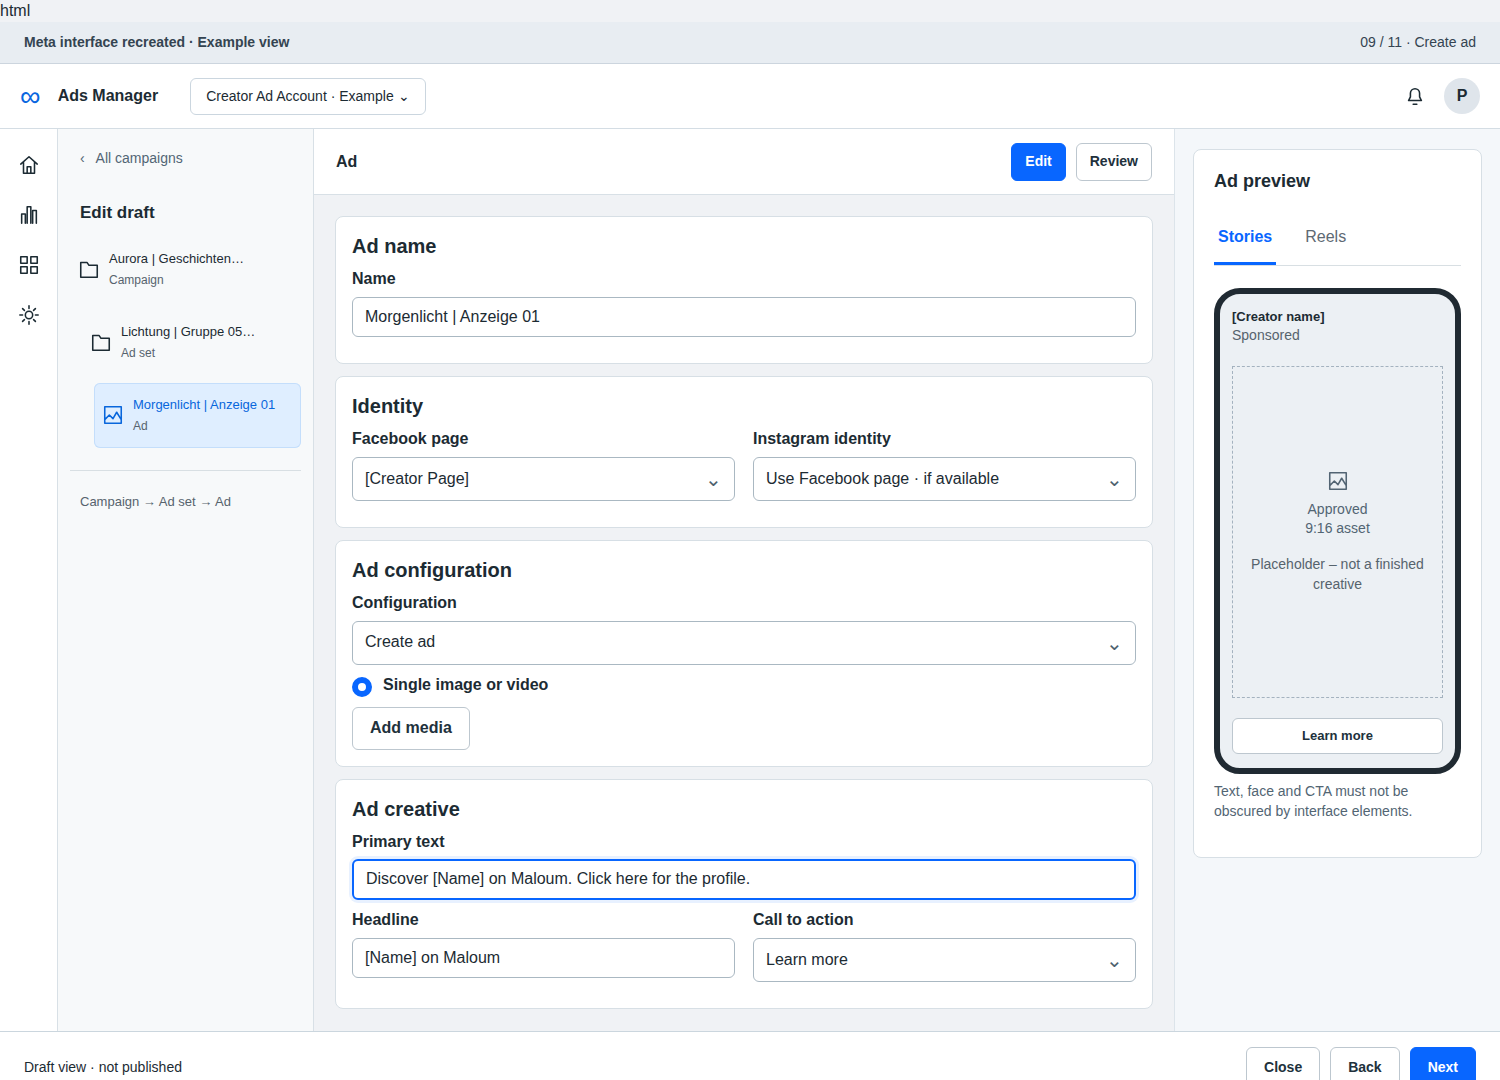 html
Meta interface recreated · Example view
09 / 11 · Create ad
Ads Manager
Creator Ad Account · Example
P
‹ All campaigns
Edit draft
Aurora | Geschichten…
Campaign
Lichtung | Gruppe 05…
Ad set
Morgenlicht | Anzeige 01
Ad
Campaign → Ad set → Ad
Ad
Edit
Review
Ad name
Name
Morgenlicht | Anzeige 01
Identity
Facebook page
Instagram identity
[Creator Page]
Use Facebook page · if available
Ad configuration
Configuration
Create ad
Single image or video
Add media
Ad creative
Primary text
Discover [Name] on Maloum. Click here for the profile.
Headline
Call to action
[Name] on Maloum
Learn more
Ad preview
Stories
Reels
[Creator name]
Sponsored
Approved
9:16 asset
Placeholder – not a finished
creative
Learn more
Text, face and CTA must not be
obscured by interface elements.
Draft view · not published
Close
Back
Next